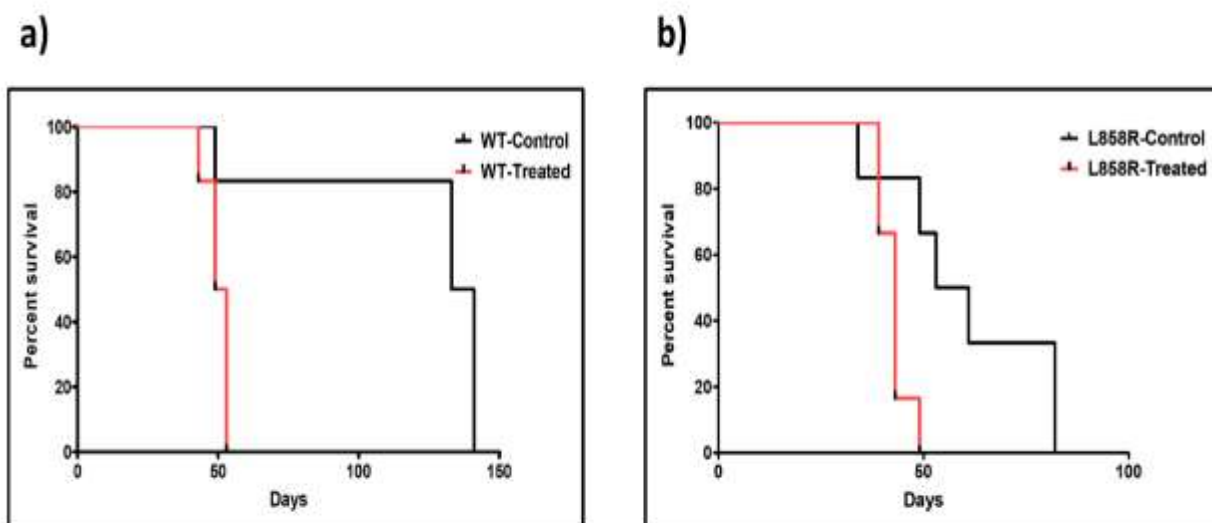 a)
WT-Control
WT-Treated
Percent survival
100
80
60
40
20
0
0 50 100 150
Days
b)
L858R-Control
L858R-Treated
Percent survival
100
80
60
40
20
0
0 50 100
Days